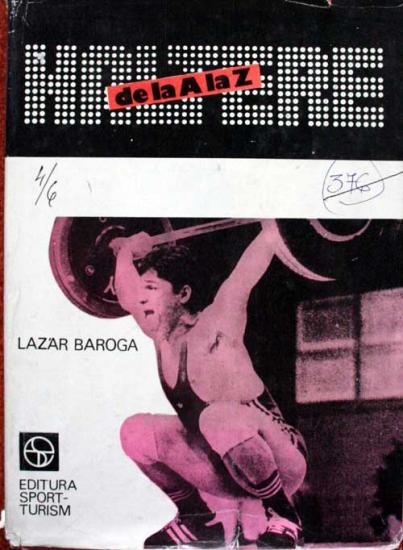 HALTERE
de la A la Z
4/6
376
LAZĂR BAROGA
EDITURA
SPORT-
TURISM